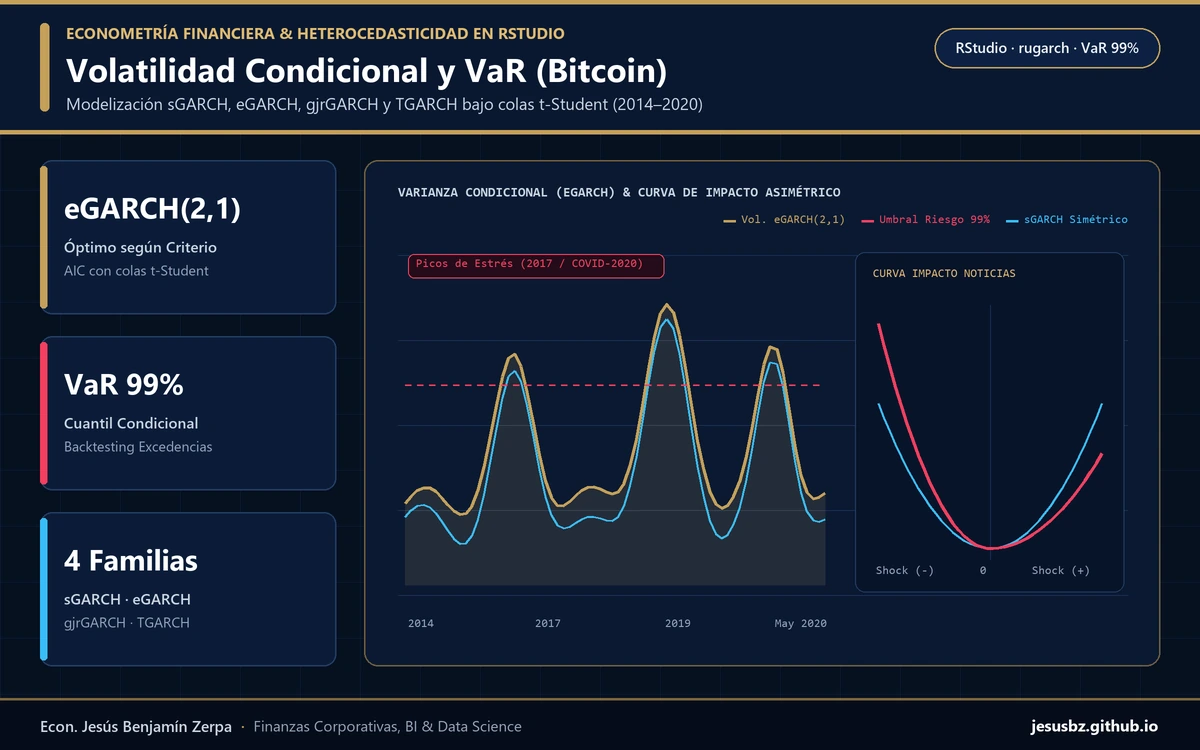 ECONOMETRÍA FINANCIERA & HETEROCEDASTICIDAD EN RSTUDIO
Volatilidad Condicional y VaR (Bitcoin)
Modelización sGARCH, eGARCH, gjrGARCH y TGARCH bajo colas t-Student (2014–2020)
RStudio · rugarch · VaR 99%
eGARCH(2,1)
Óptimo según Criterio
AIC con colas t-Student
VaR 99%
Cuantil Condicional
Backtesting Excedencias
4 Familias
sGARCH · eGARCH
gjrGARCH · TGARCH
VARIANZA CONDICIONAL (EGARCH) & CURVA DE IMPACTO ASIMÉTRICO
Vol. eGARCH(2,1)
Umbral Riesgo 99%
sGARCH Simétrico
Picos de Estrés (2017 / COVID-2020)
CURVA IMPACTO NOTICIAS
Shock (-)
0
Shock (+)
2014
2017
2019
May 2020
Econ. Jesús Benjamín Zerpa · Finanzas Corporativas, BI & Data Science
jesusbz.github.io